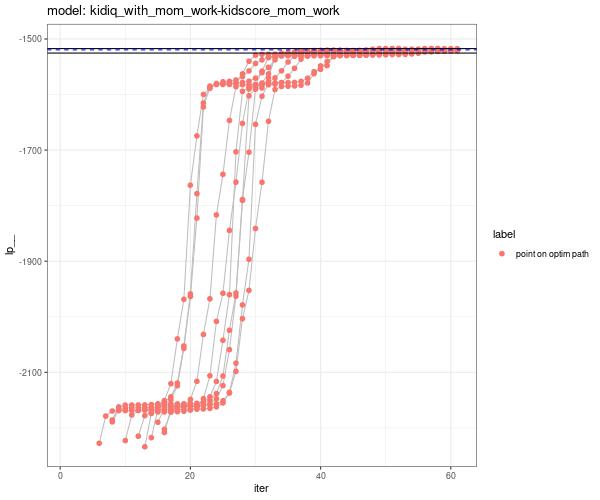 model: kidiq_with_mom_work-kidscore_mom_work
-1500
-1700
-1900
-2100
lp__
0
20
40
60
iter
label
point on optim path